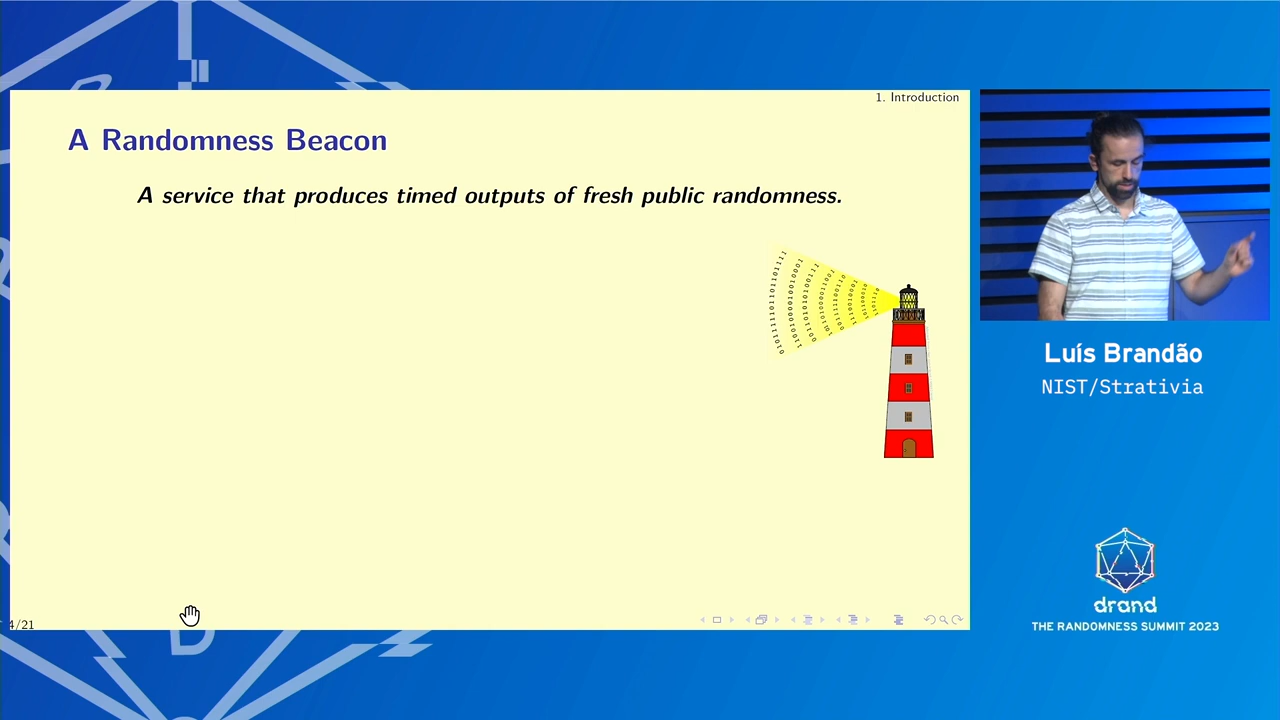 1. Introduction
A Randomness Beacon
A service that produces timed outputs of fresh public randomness.
4/21
Luís Brandão
NIST/Strativia
drand
THE RANDOMNESS SUMMIT 2023